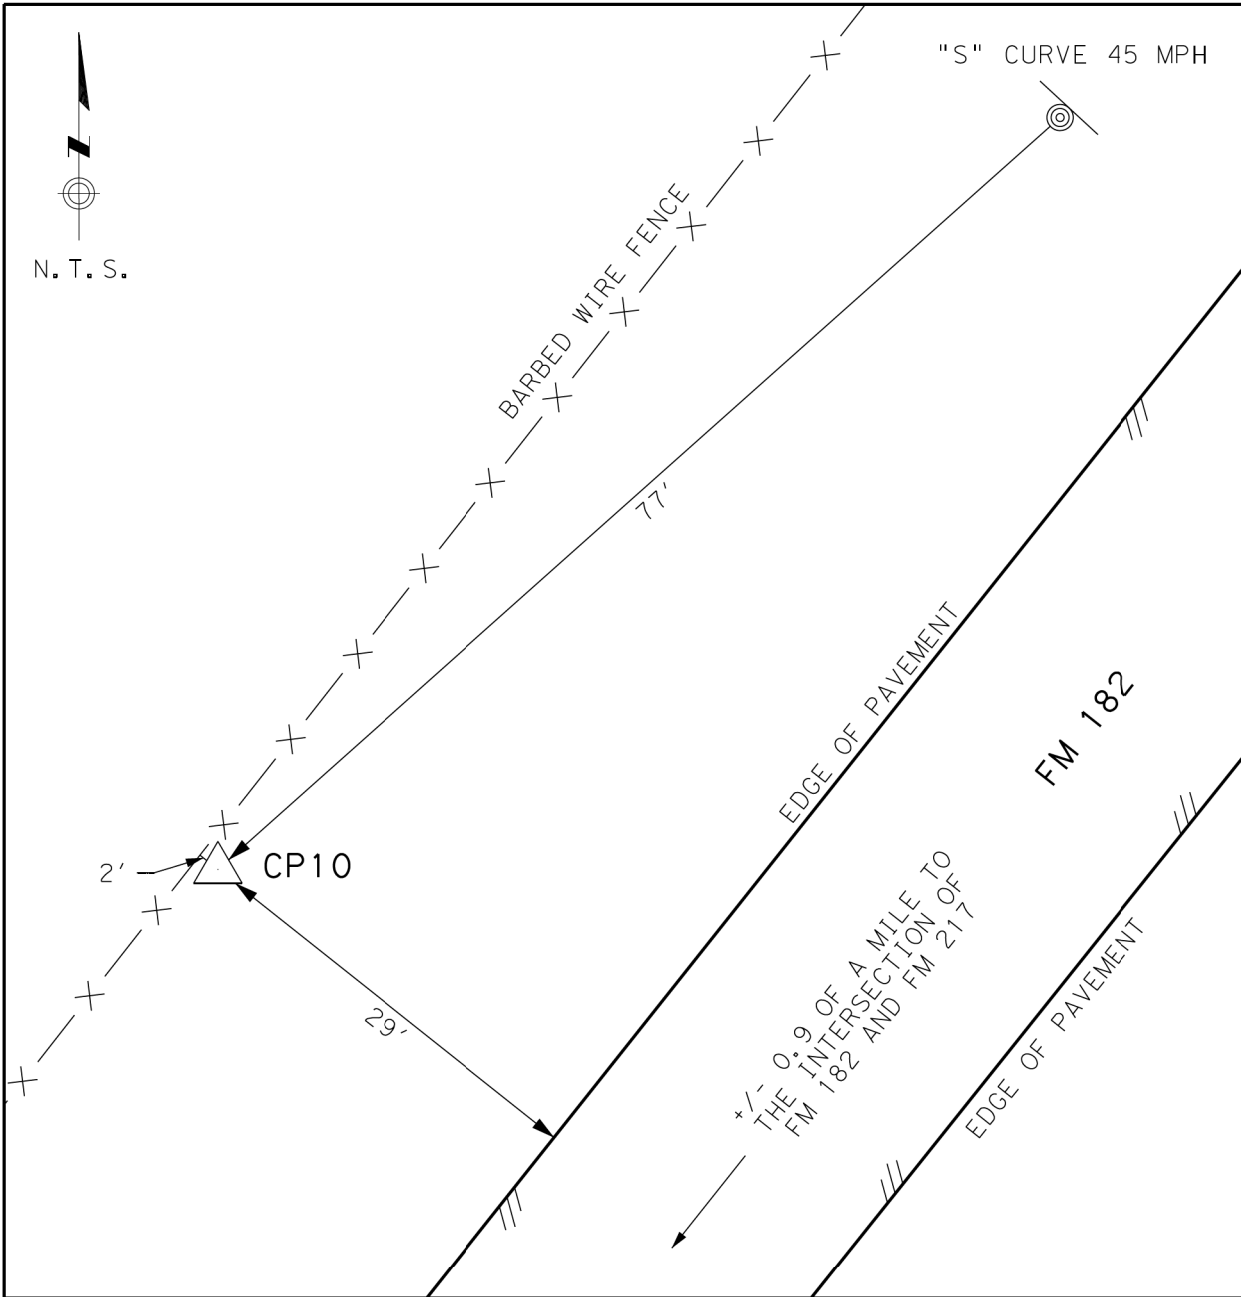 "S" CURVE 45 MPH
N
N.T.S.
BARBED WIRE FENCE
77'
EDGE OF PAVEMENT
FM 182
2'
CP10
29'
+/- 0.9 OF A MILE TO
THE INTERSECTION OF
FM 182 AND FM 217
EDGE OF PAVEMENT